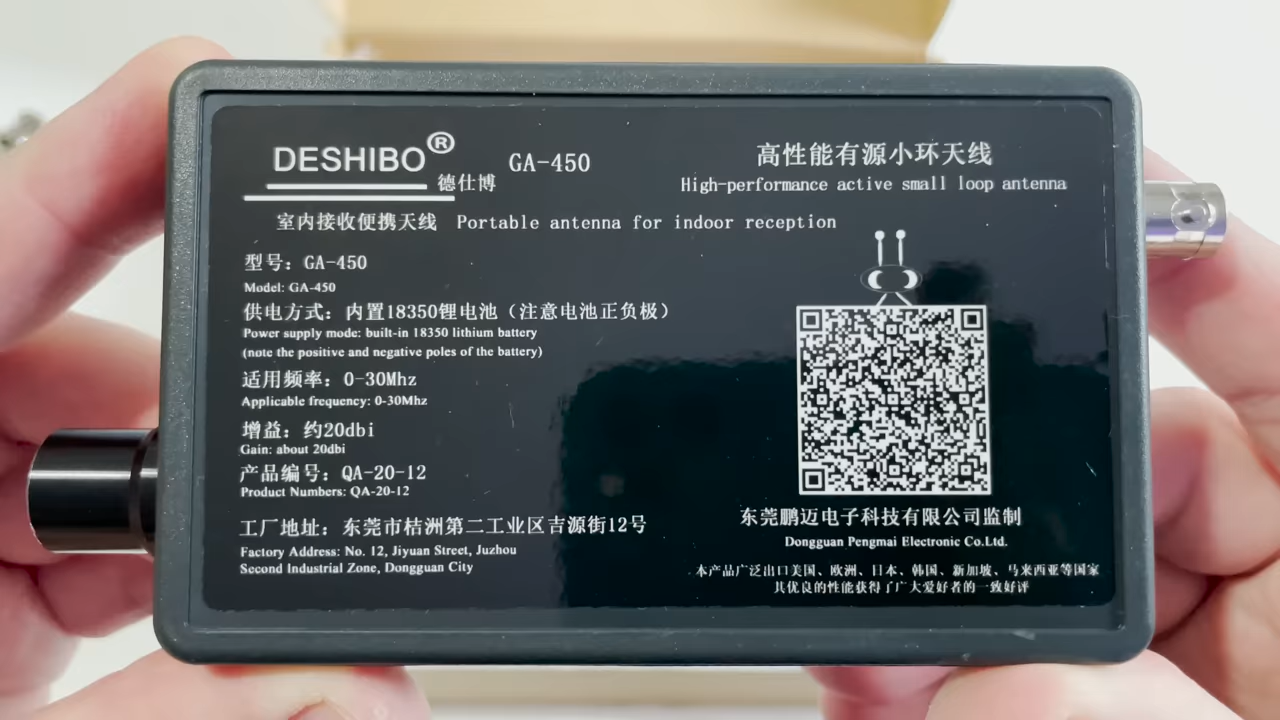 DESHIBO® 德仕博 GA-450
高性能有源小环天线
High-performance active small loop antenna
室内接收便携天线 Portable antenna for indoor reception
型号：GA-450
Model: GA-450
供电方式：内置18350锂电池（注意电池正负极）
Power supply mode: built-in 18350 lithium battery
(note the positive and negative poles of the battery)
适用频率：0-30Mhz
Applicable frequency: 0-30Mhz
增益：约20dbi
Gain: about 20dbi
产品编号：QA-20-12
Product Numbers: QA-20-12
工厂地址：东莞市桔洲第二工业区吉源街12号
Factory Address: No. 12, Jiyuan Street, Juzhou
Second Industrial Zone, Dongguan City
东莞鹏迈电子科技有限公司监制
Dongguan Pengmai Electronic Co.Ltd.
本产品广泛出口美国、欧洲、日本、韩国、新加坡、马来西亚等国家
其优良的性能获得了广大爱好者的一致好评